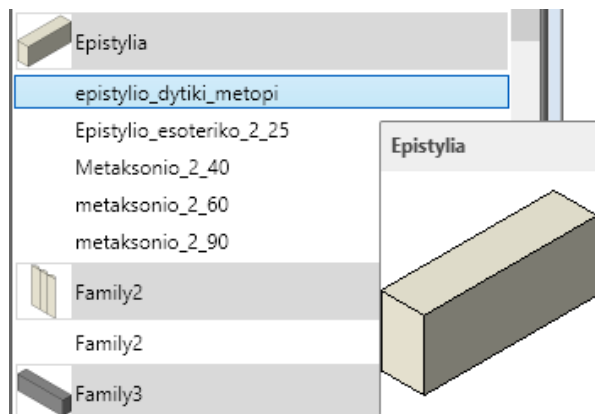 Epistylia
epistylio_dytiki_metopi
Epistylio_esoteriko_2_25
Metaksonio_2_40
metaksonio_2_60
metaksonio_2_90
Family2
Family2
Family3
Epistylia